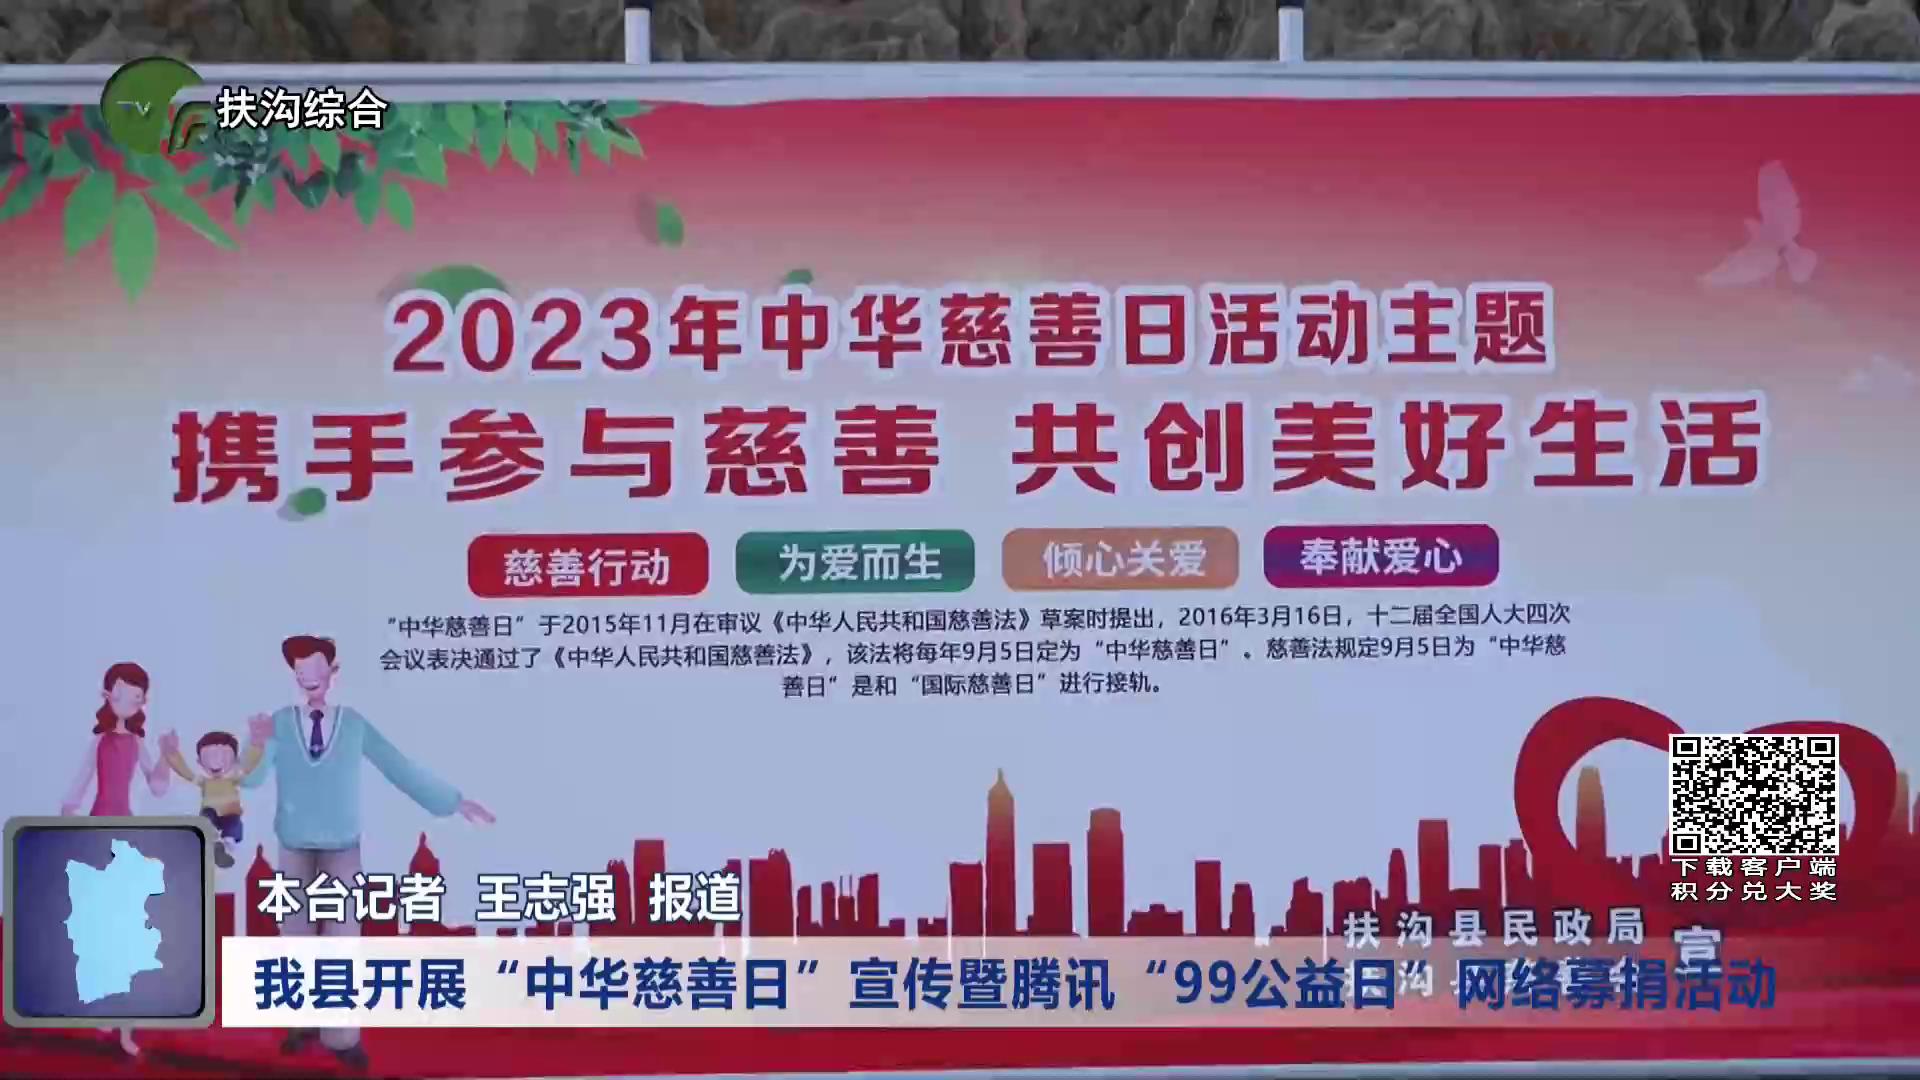 TV
扶沟综合
2023年中华慈善日活动主题
携手参与慈善 共创美好生活
慈善行动 为爱而生 倾心关爱 奉献爱心
“中华慈善日”于2015年11月在审议《中华人民共和国慈善法》草案时提出，2016年3月16日，十二届全国人大四次
会议表决通过了《中华人民共和国慈善法》，该法将每年9月5日定为“中华慈善日”。慈善法规定9月5日为“中华慈
善日”是和“国际慈善日”进行接轨。
下载客户端
积分兑大奖
本台记者 王志强 报道
扶沟县民政局
宣
我县开展“中华慈善日”宣传暨腾讯“99公益日”网络募捐活动